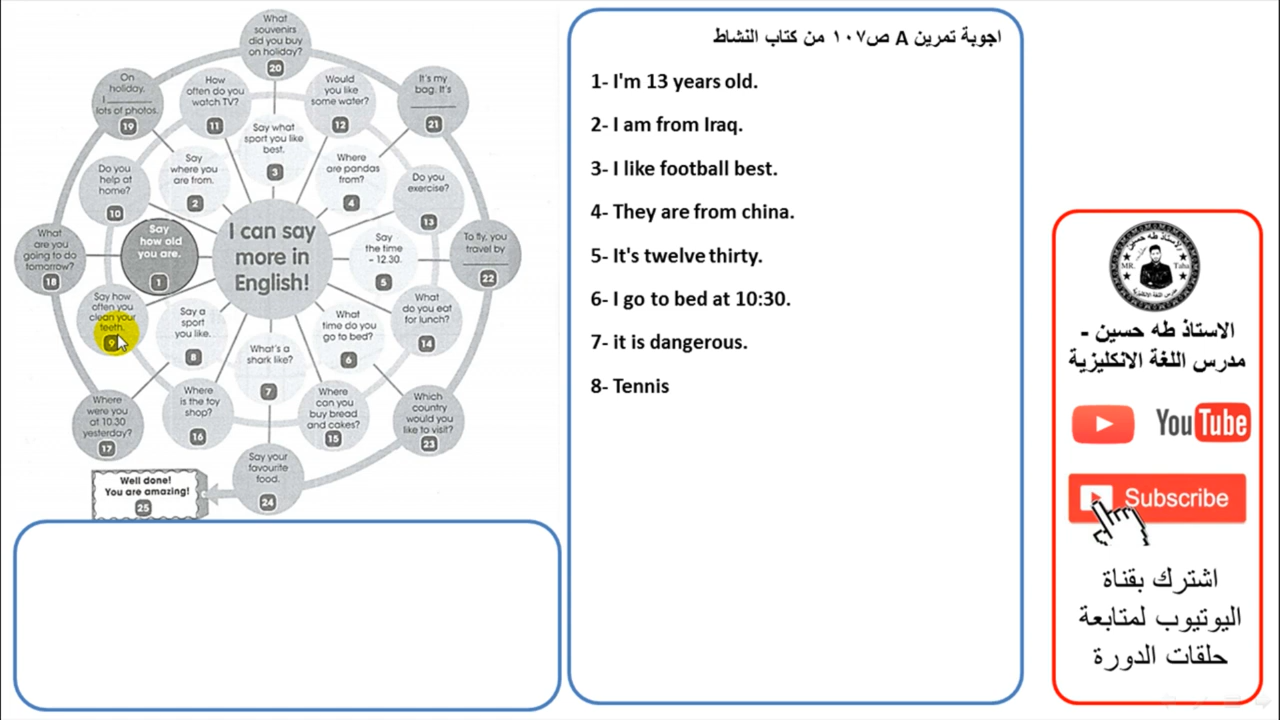 What
souvenirs
did you buy
on holiday?
20
On
holiday,
I ________
lots of photos.
19
How
often do you
watch TV?
11
Would
you like
some water?
12
It's my
bag. It's
________
21
Say what
sport you like
best.
3
Say
where you
are from.
2
Where
are pandas
from?
4
Do you
help at
home?
10
Do you
exercise?
13
What
are you
going to do
tomorrow?
18
Say
how old
you are.
1
I can say
more in
English!
Say
the time
– 12.30.
5
To fly, you
travel by
________
22
Say how
often you
clean your
teeth.
9
Say a
sport
you like.
8
What's a
shark like?
7
What
time do you
go to bed?
6
What
do you eat
for lunch?
14
Where
were you
at 10.30
yesterday?
17
Where
is the toy
shop?
16
Where
can you
buy bread
and cakes?
15
Which
country
would you
like to visit?
23
Say your
favourite
food.
24
Well done!
You are amazing!
25
اجوبة تمرين A ص١٠٧ من كتاب النشاط
1- I'm 13 years old.
2- I am from Iraq.
3- I like football best.
4- They are from china.
5- It's twelve thirty.
6- I go to bed at 10:30.
7- it is dangerous.
8- Tennis
الاستاذ طه حسين
MR. Taha
مدرس اللغة الانكليزية
الاستاذ طه حسين -
مدرس اللغة الانكليزية
YouTube
Subscribe
اشترك بقناة
اليوتيوب لمتابعة
حلقات الدورة